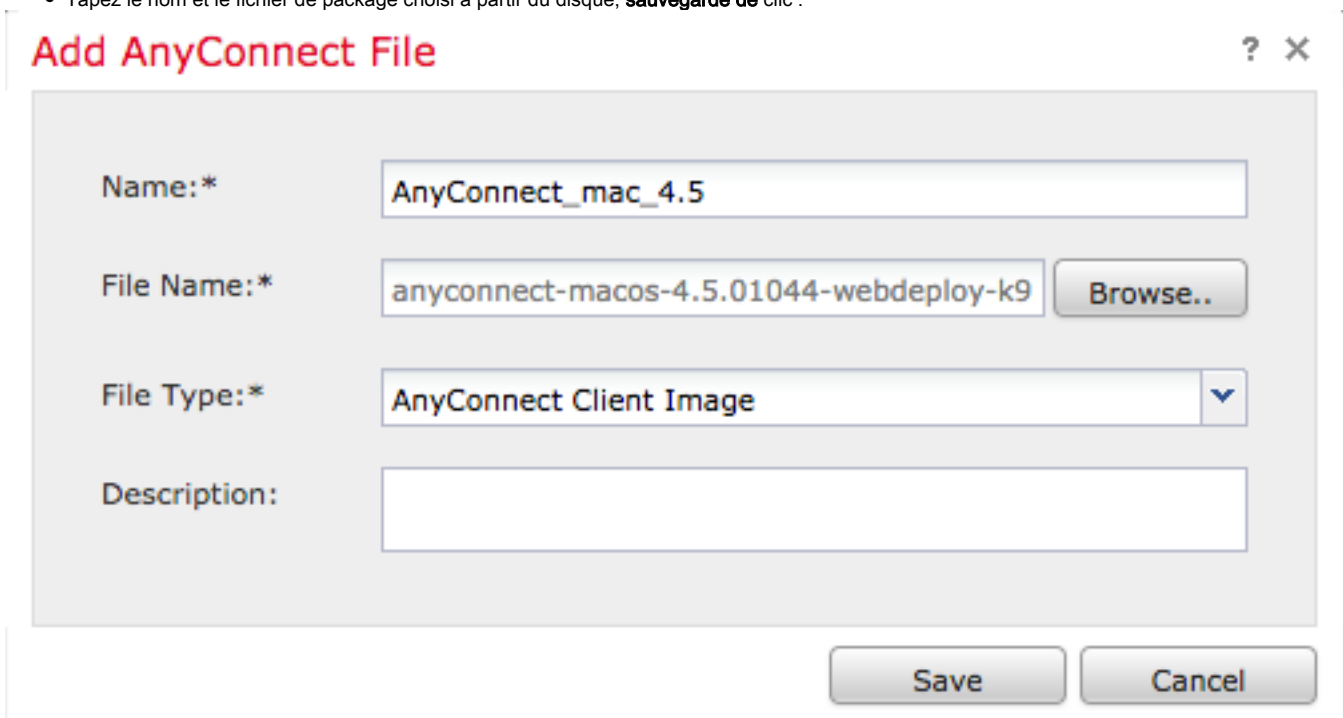 • Tapez le nom et le fichier de package choisi à partir du disque, sauvegarde de clic .
Add AnyConnect File ? ×
Name:* AnyConnect_mac_4.5
File Name:* anyconnect-macos-4.5.01044-webdeploy-k9 Browse..
File Type:* AnyConnect Client Image
Description:
Save Cancel